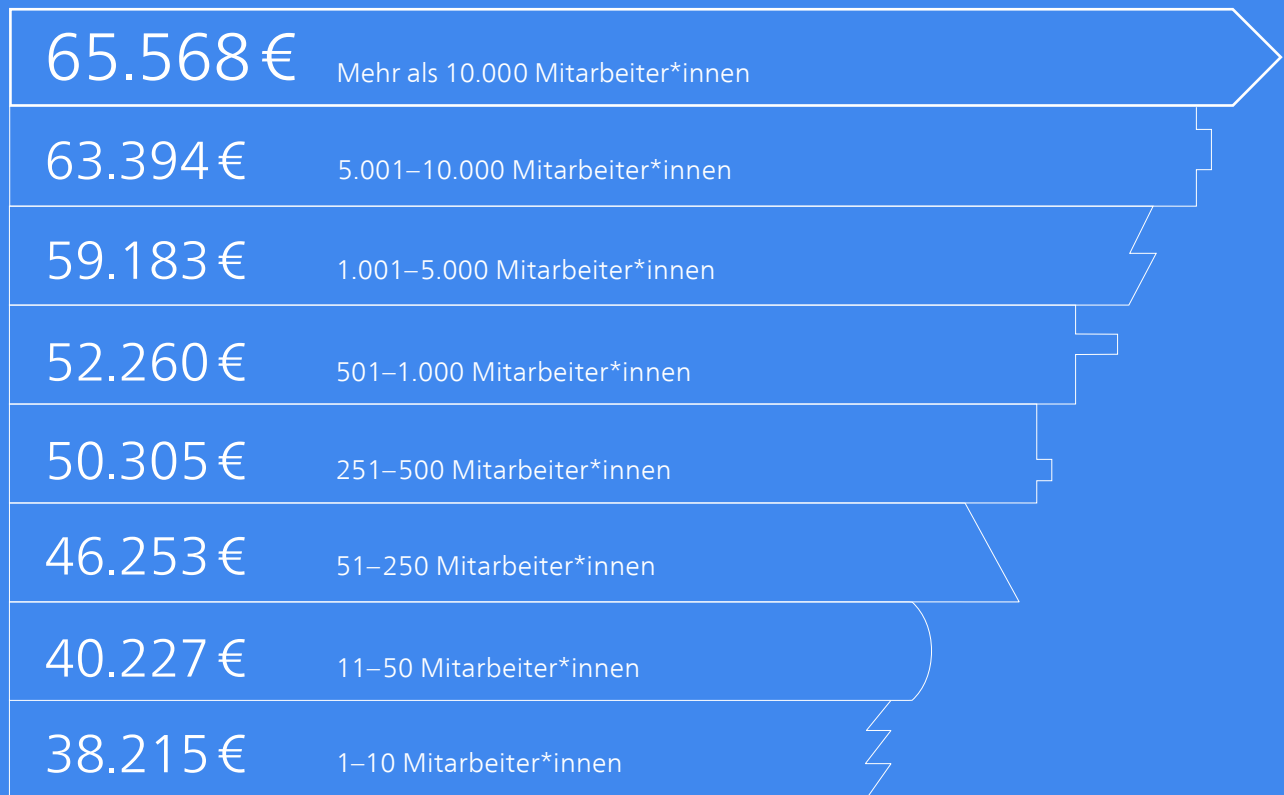 65.568 € Mehr als 10.000 Mitarbeiter*innen
63.394 € 5.001–10.000 Mitarbeiter*innen
59.183 € 1.001–5.000 Mitarbeiter*innen
52.260 € 501–1.000 Mitarbeiter*innen
50.305 € 251–500 Mitarbeiter*innen
46.253 € 51–250 Mitarbeiter*innen
40.227 € 11–50 Mitarbeiter*innen
38.215 € 1–10 Mitarbeiter*innen